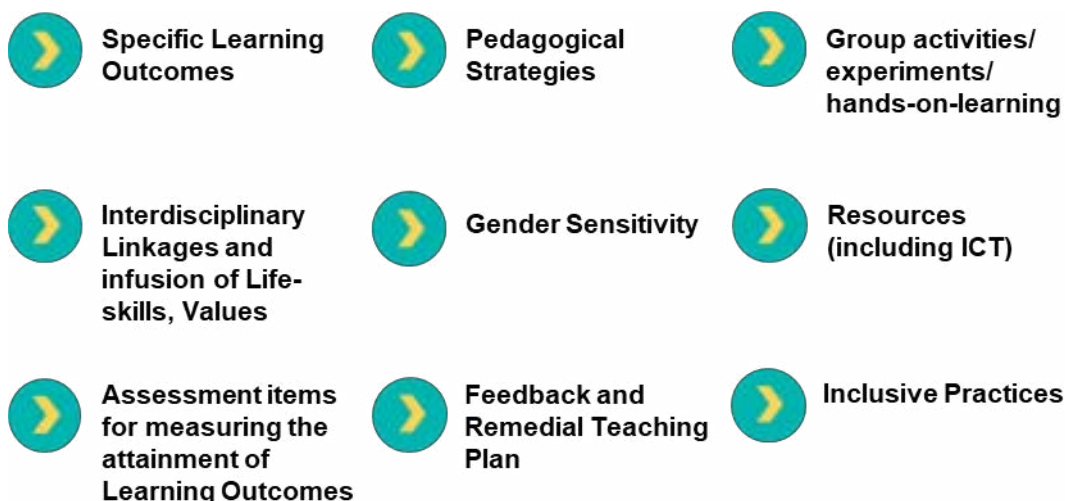 Specific Learning
Outcomes
Pedagogical
Strategies
Group activities/
experiments/
hands-on-learning
Interdisciplinary
Linkages and
infusion of Life-
skills, Values
Gender Sensitivity
Resources
(including ICT)
Assessment items
for measuring the
attainment of
Learning Outcomes
Feedback and
Remedial Teaching
Plan
Inclusive Practices